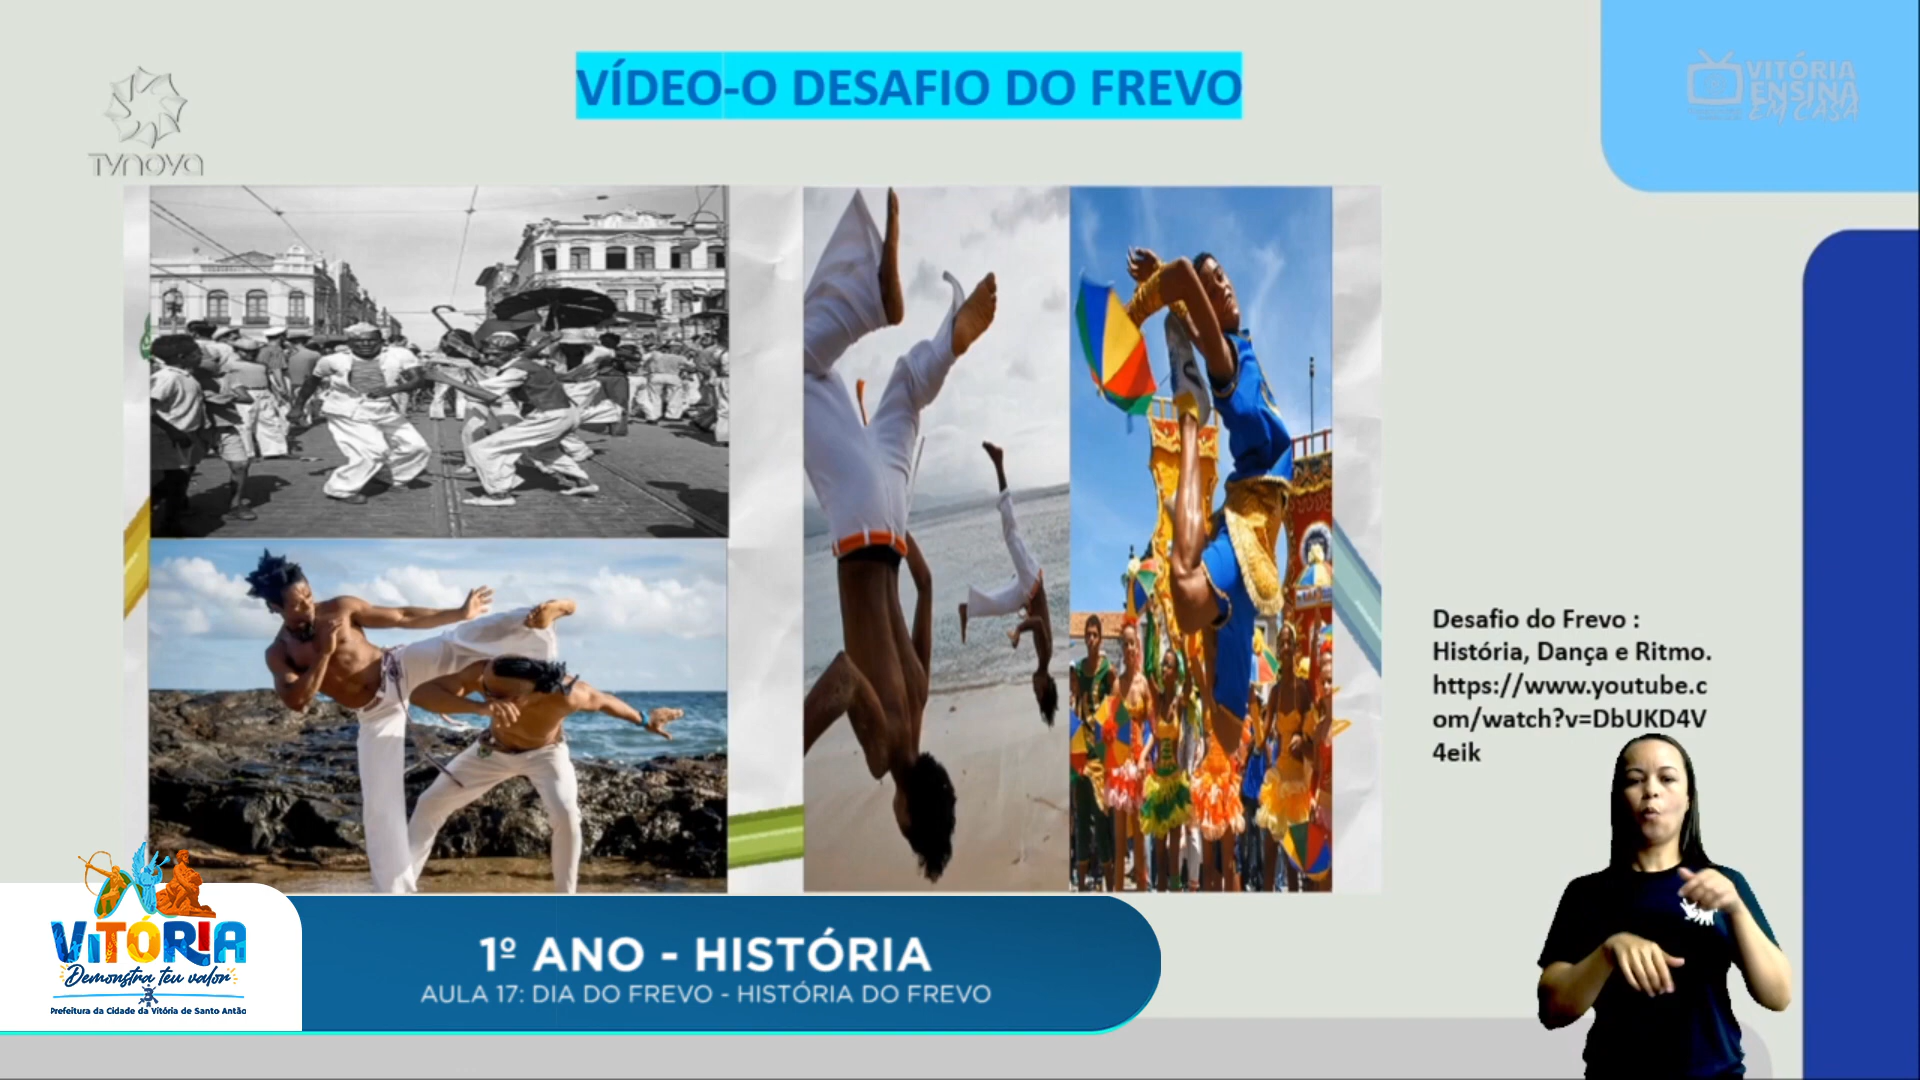 VÍDEO-O DESAFIO DO FREVO
TVNOVA
VITÓRIA
ENSINA
EM CASA
Desafio do Frevo :
História, Dança e Ritmo.
https://www.youtube.c
om/watch?v=DbUKD4V
4eik
VITÓRIA
Demonstra teu valor
Prefeitura da Cidade da Vitória de Santo Antão
1º ANO - HISTÓRIA
AULA 17: DIA DO FREVO - HISTÓRIA DO FREVO